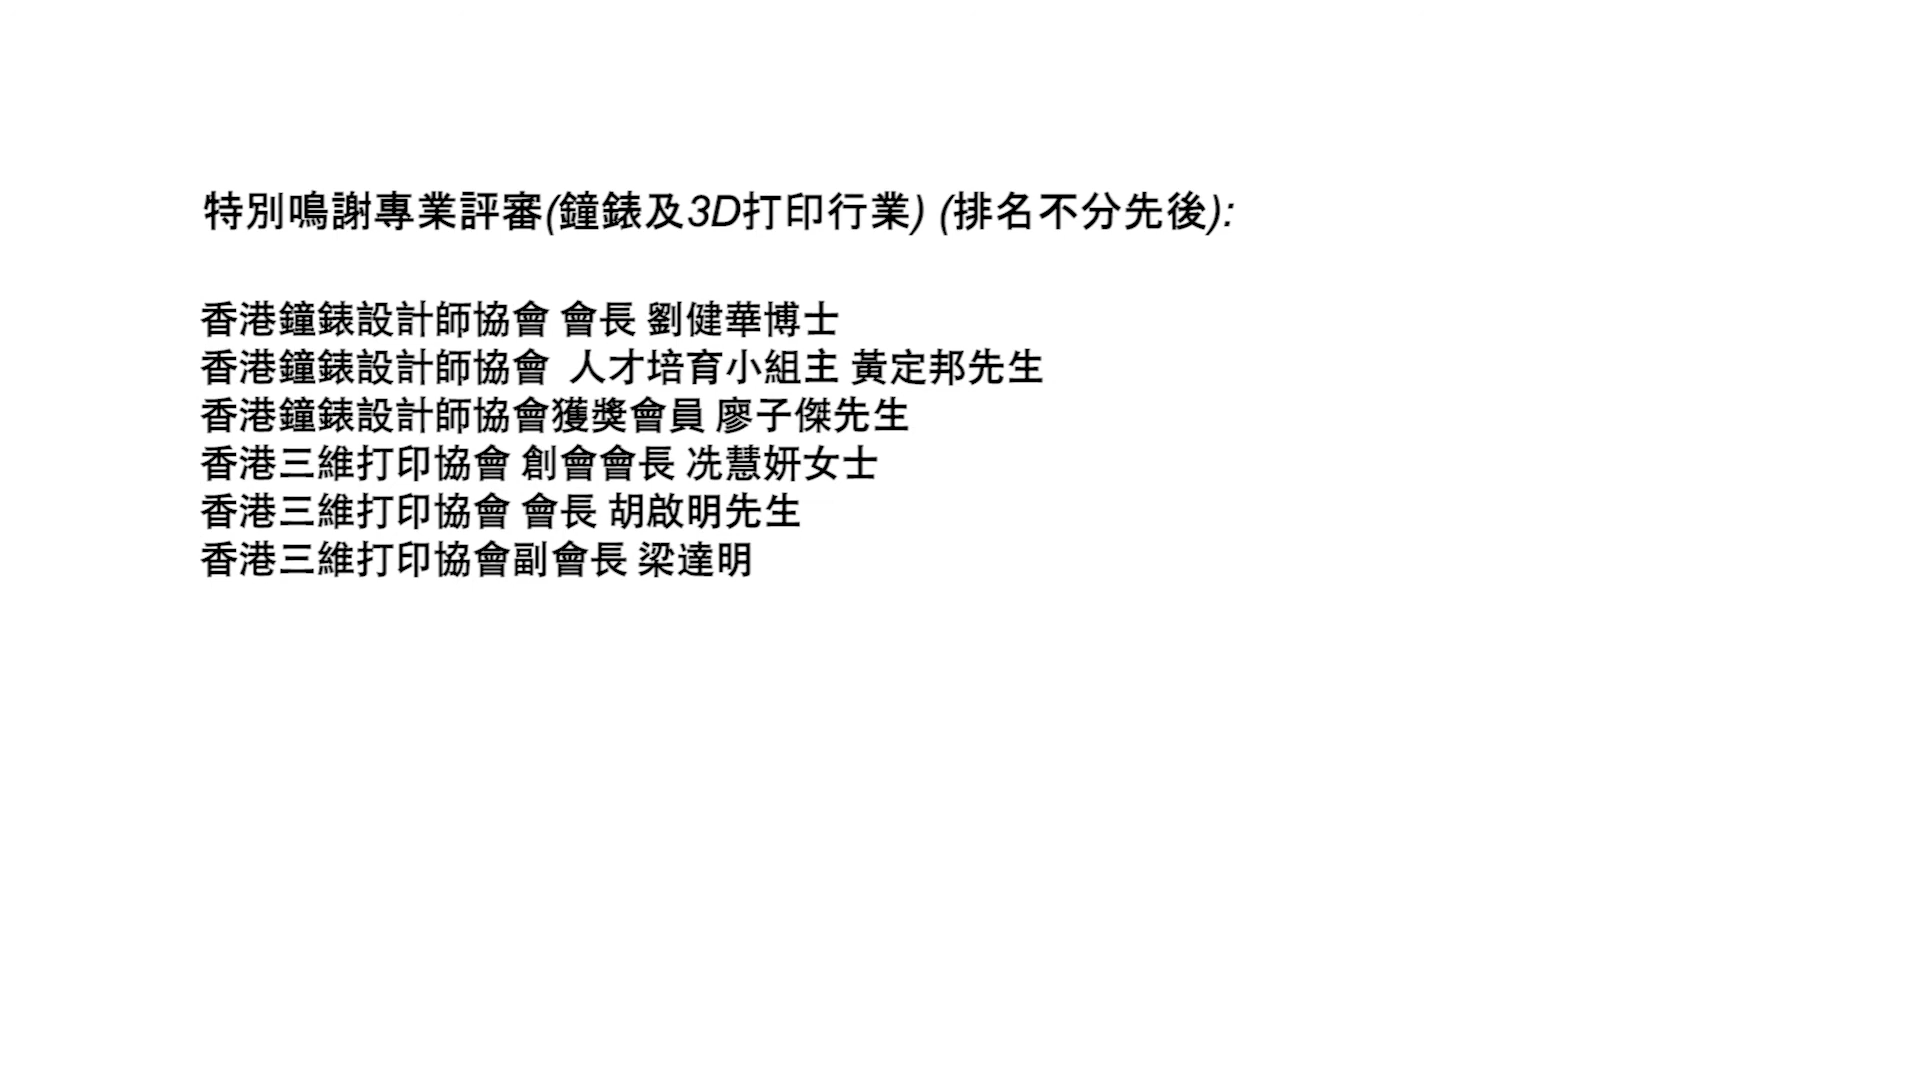 特別鳴謝專業評審(鐘錶及3D打印行業) (排名不分先後):
香港鐘錶設計師協會 會長 劉健華博士
香港鐘錶設計師協會 人才培育小組主 黃定邦先生
香港鐘錶設計師協會獲獎會員 廖子傑先生
香港三維打印協會 創會會長 冼慧妍女士
香港三維打印協會 會長 胡啟明先生
香港三維打印協會副會長 梁達明